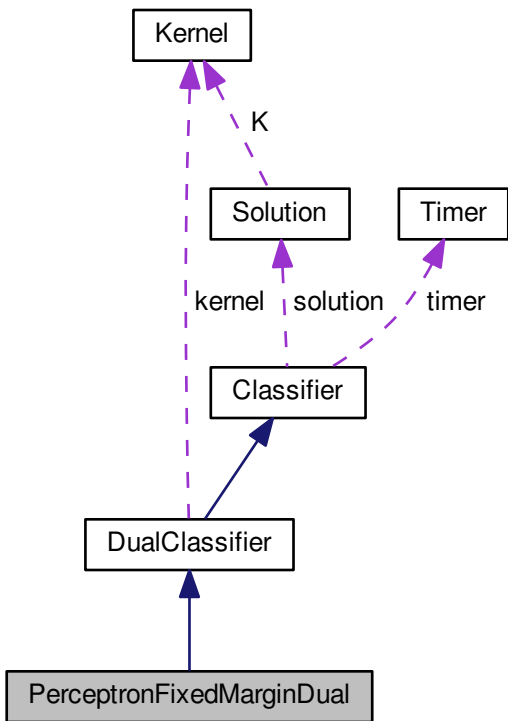 Kernel
K
Solution
Timer
kernel
solution
timer
Classifier
DualClassifier
PerceptronFixedMarginDual